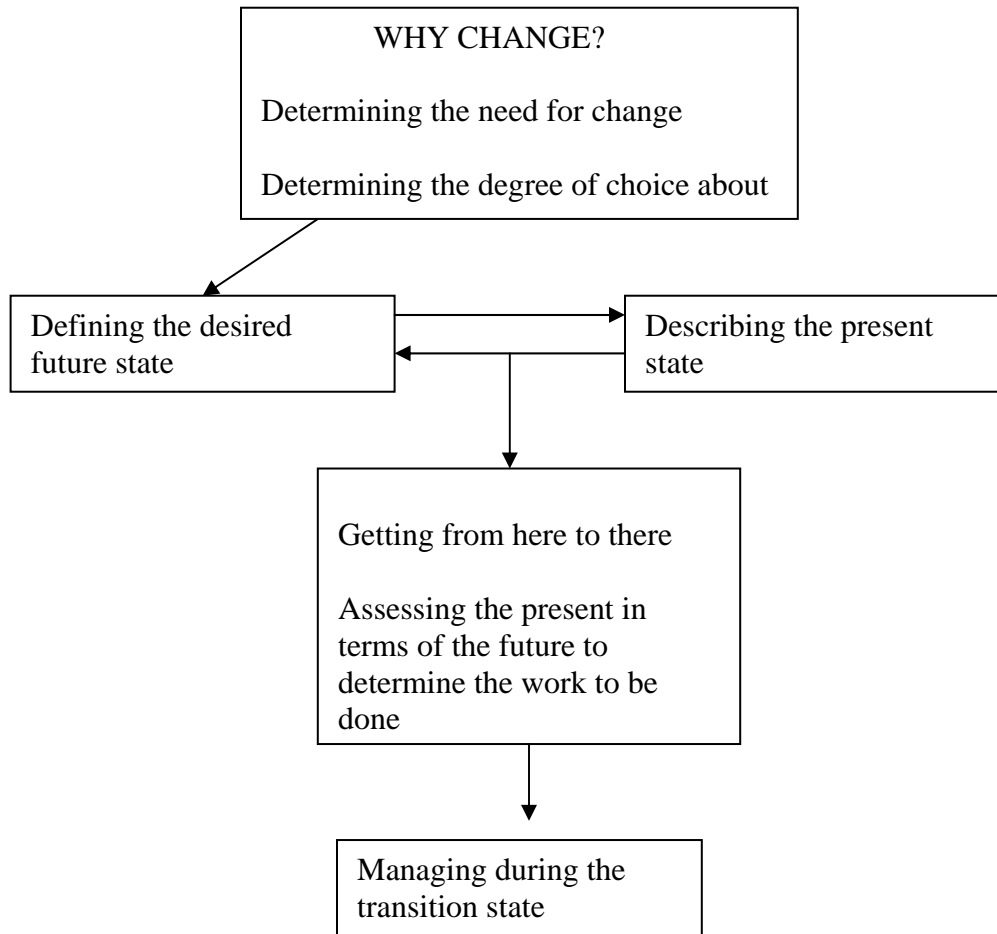 WHY CHANGE?
Determining the need for change
Determining the degree of choice about
Defining the desired
future state
Describing the present
state
Getting from here to there
Assessing the present in
terms of the future to
determine the work to be
done
Managing during the
transition state